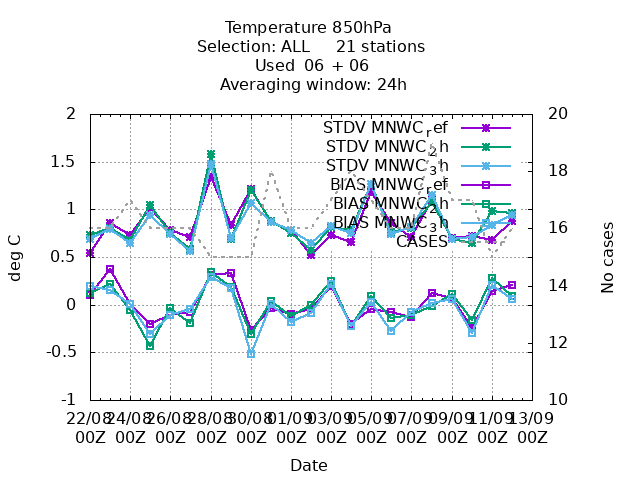 Temperature 850hPa
Selection: ALL     21 stations
Used  06 + 06
Averaging window: 24h
deg C
No cases
2
1.5
1
0.5
0
-0.5
-1
20
18
16
14
12
10
STDV MNWC_ref
STDV MNWC_2h
STDV MNWC_3h
BIAS MNWC_ref
BIAS MNWC_2h
BIAS MNWC_3h
CASES
22/08 24/08 26/08 28/08 30/08 01/09 03/09 05/09 07/09 09/09 11/09 13/09
00Z 00Z 00Z 00Z 00Z 00Z 00Z 00Z 00Z 00Z 00Z 00Z
Date